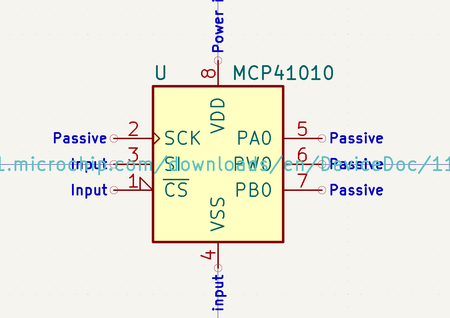 Power i
U
MCP41010
8
VDD
Passive 2 SCK PA0 5 Passive
Input 3 SI PW0 6 Passive
1.microchip.com/downloads/en/DeviceDoc/11
Input 1 CS PB0 7 Passive
VSS
4
input